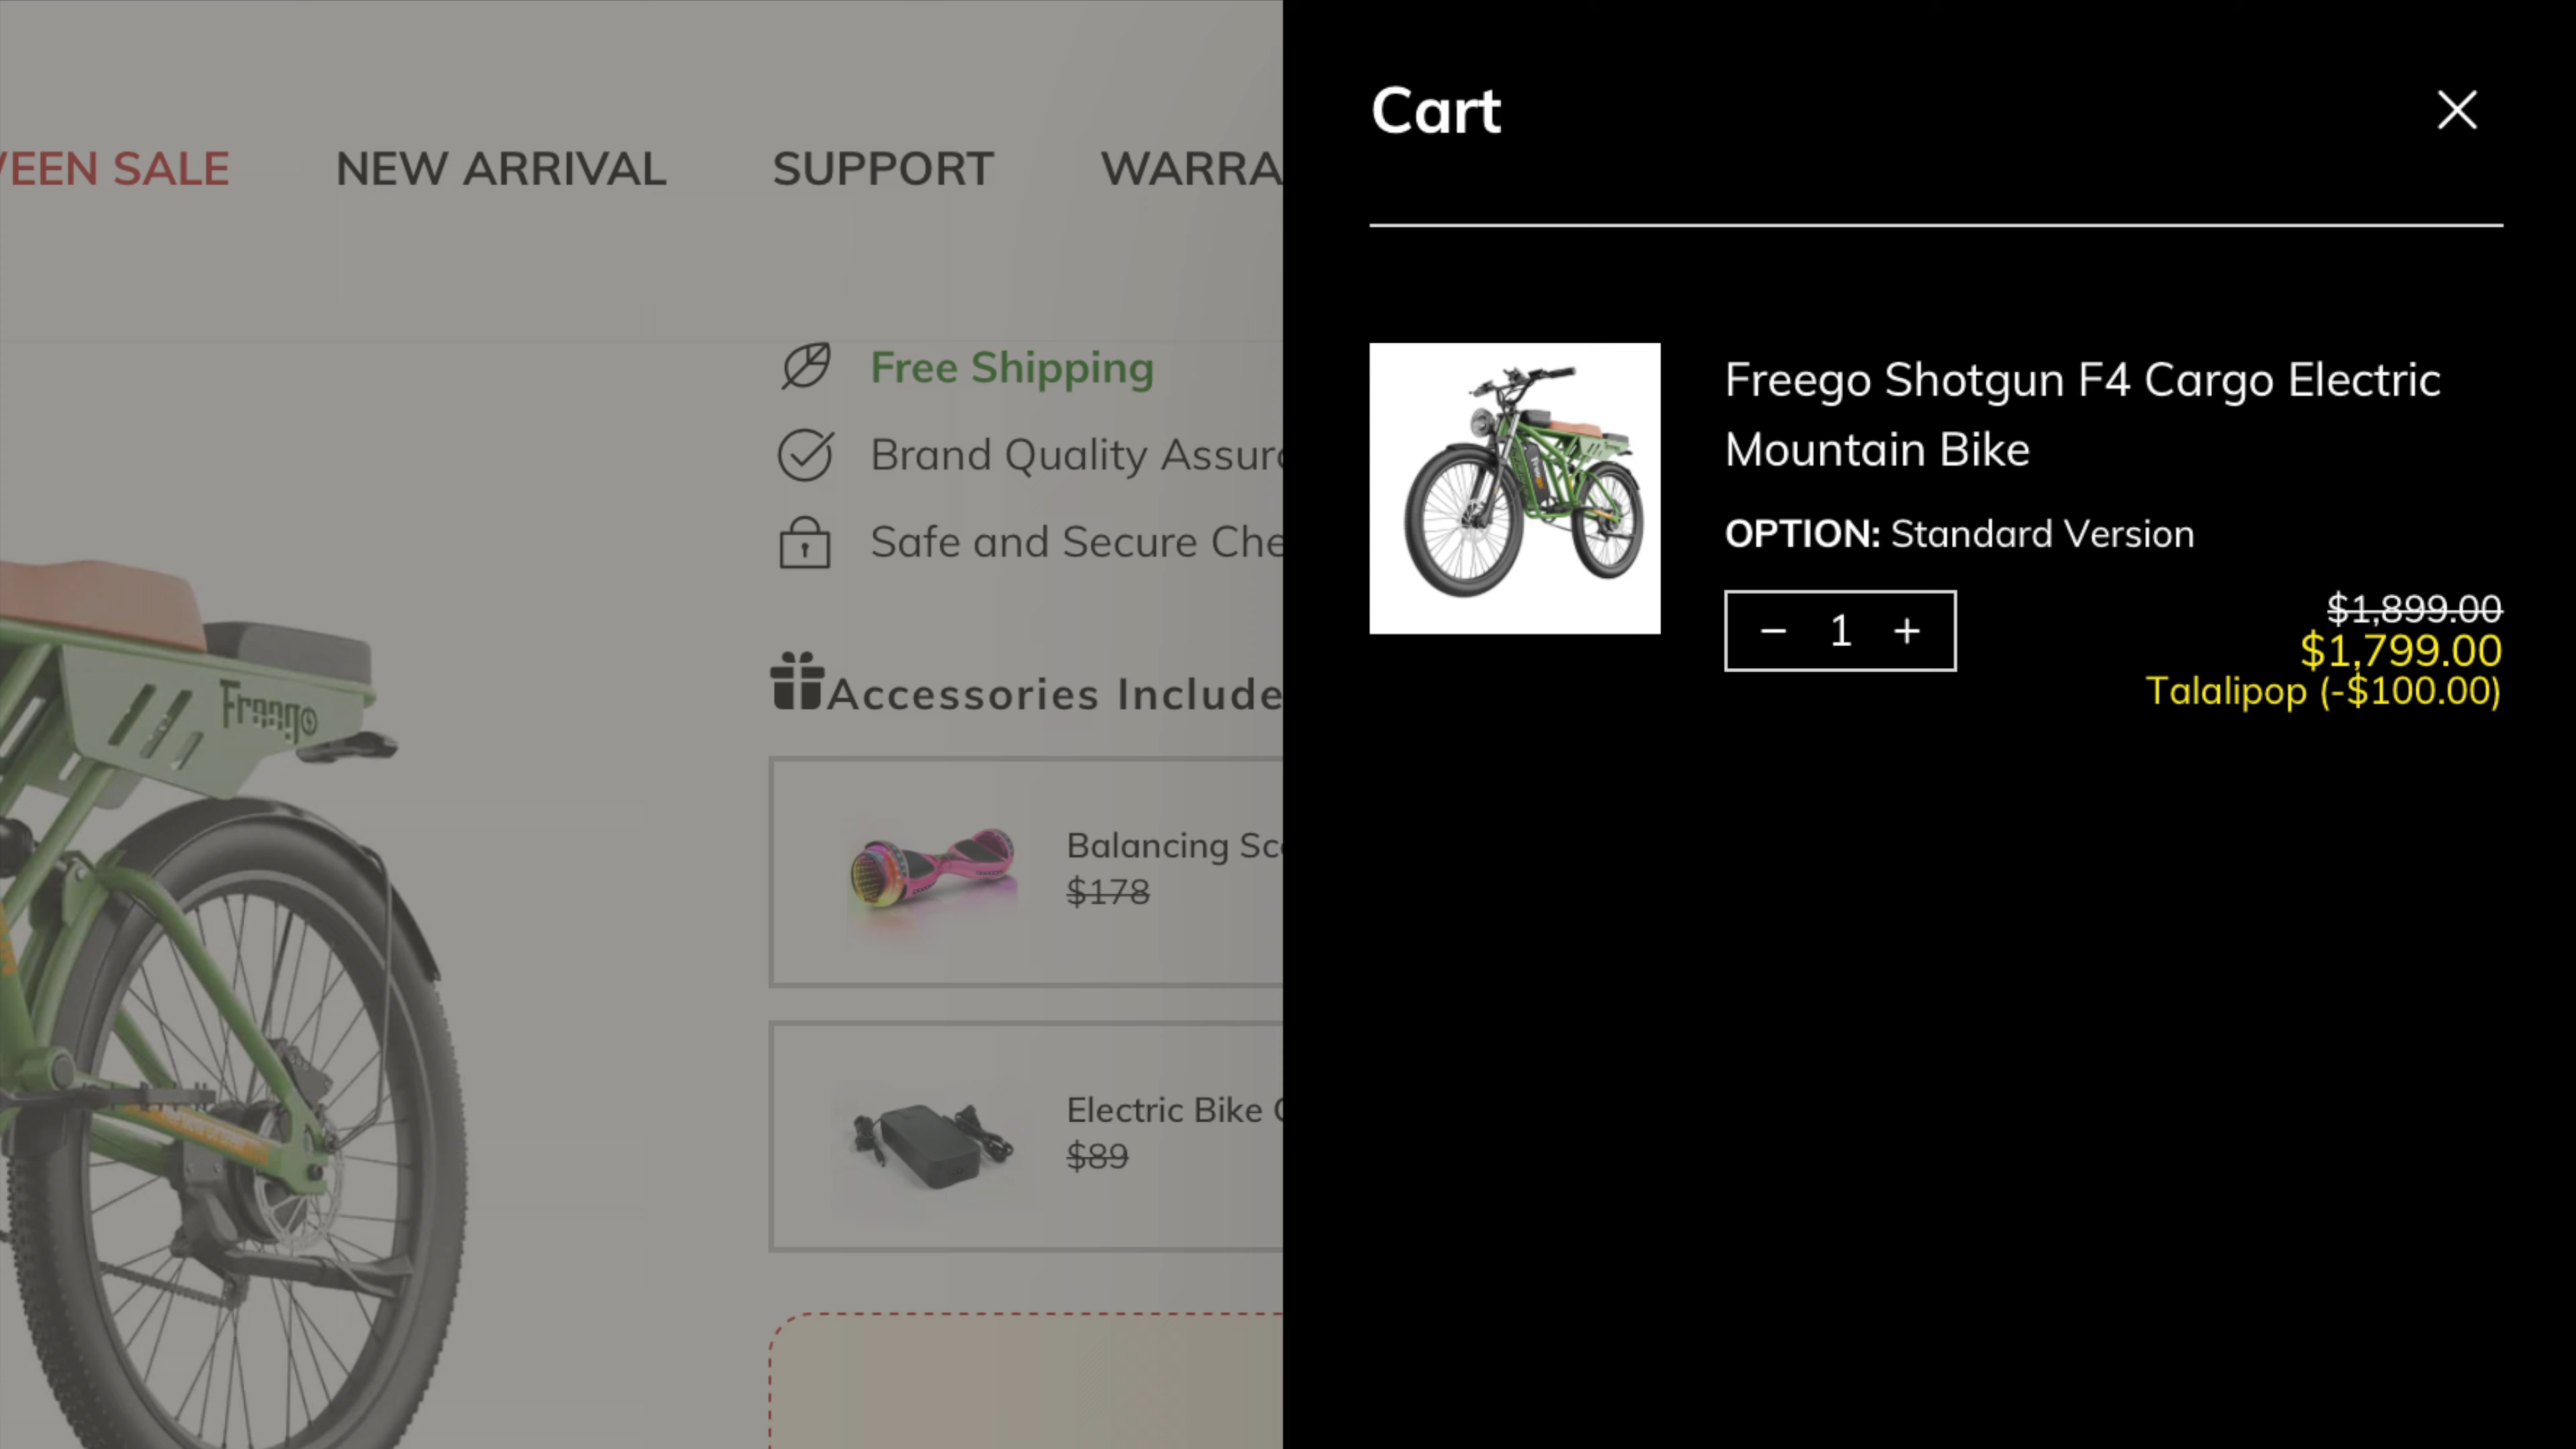 VEEN SALE
NEW ARRIVAL
SUPPORT
WARRA
Free Shipping
Brand Quality Assur
Safe and Secure Che
Accessories Include
Balancing Sc
$178
Electric Bike
$89
Freego
Cart
Freego Shotgun F4 Cargo Electric
Mountain Bike
OPTION: Standard Version
− 1 +
$1,899.00
$1,799.00
Talalipop (-$100.00)